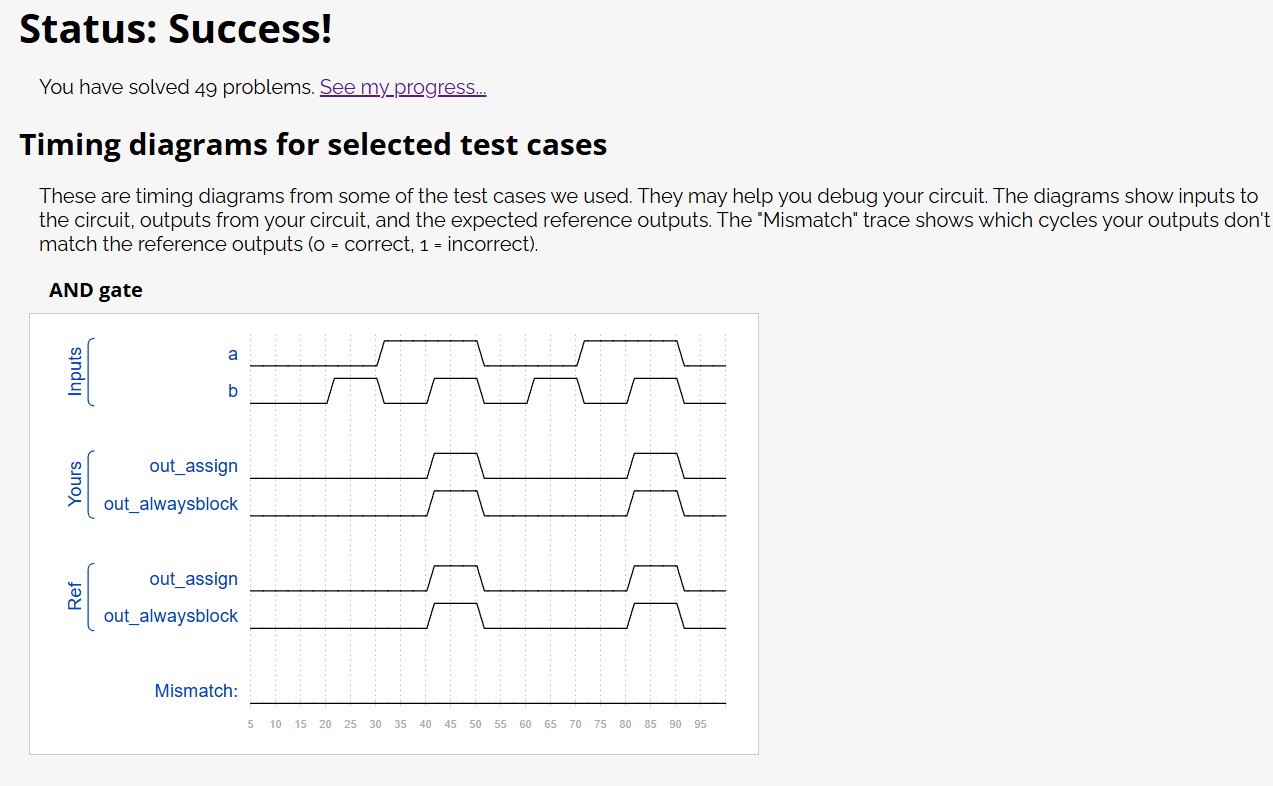 Status: Success!
You have solved 49 problems. See my progress...
Timing diagrams for selected test cases
These are timing diagrams from some of the test cases we used. They may help you debug your circuit. The diagrams show inputs to
the circuit, outputs from your circuit, and the expected reference outputs. The "Mismatch" trace shows which cycles your outputs don't
match the reference outputs (0 = correct, 1 = incorrect).
AND gate
Inputs
a
b
Yours
out_assign
out_alwaysblock
Ref
out_assign
out_alwaysblock
Mismatch:
5 10 15 20 25 30 35 40 45 50 55 60 65 70 75 80 85 90 95